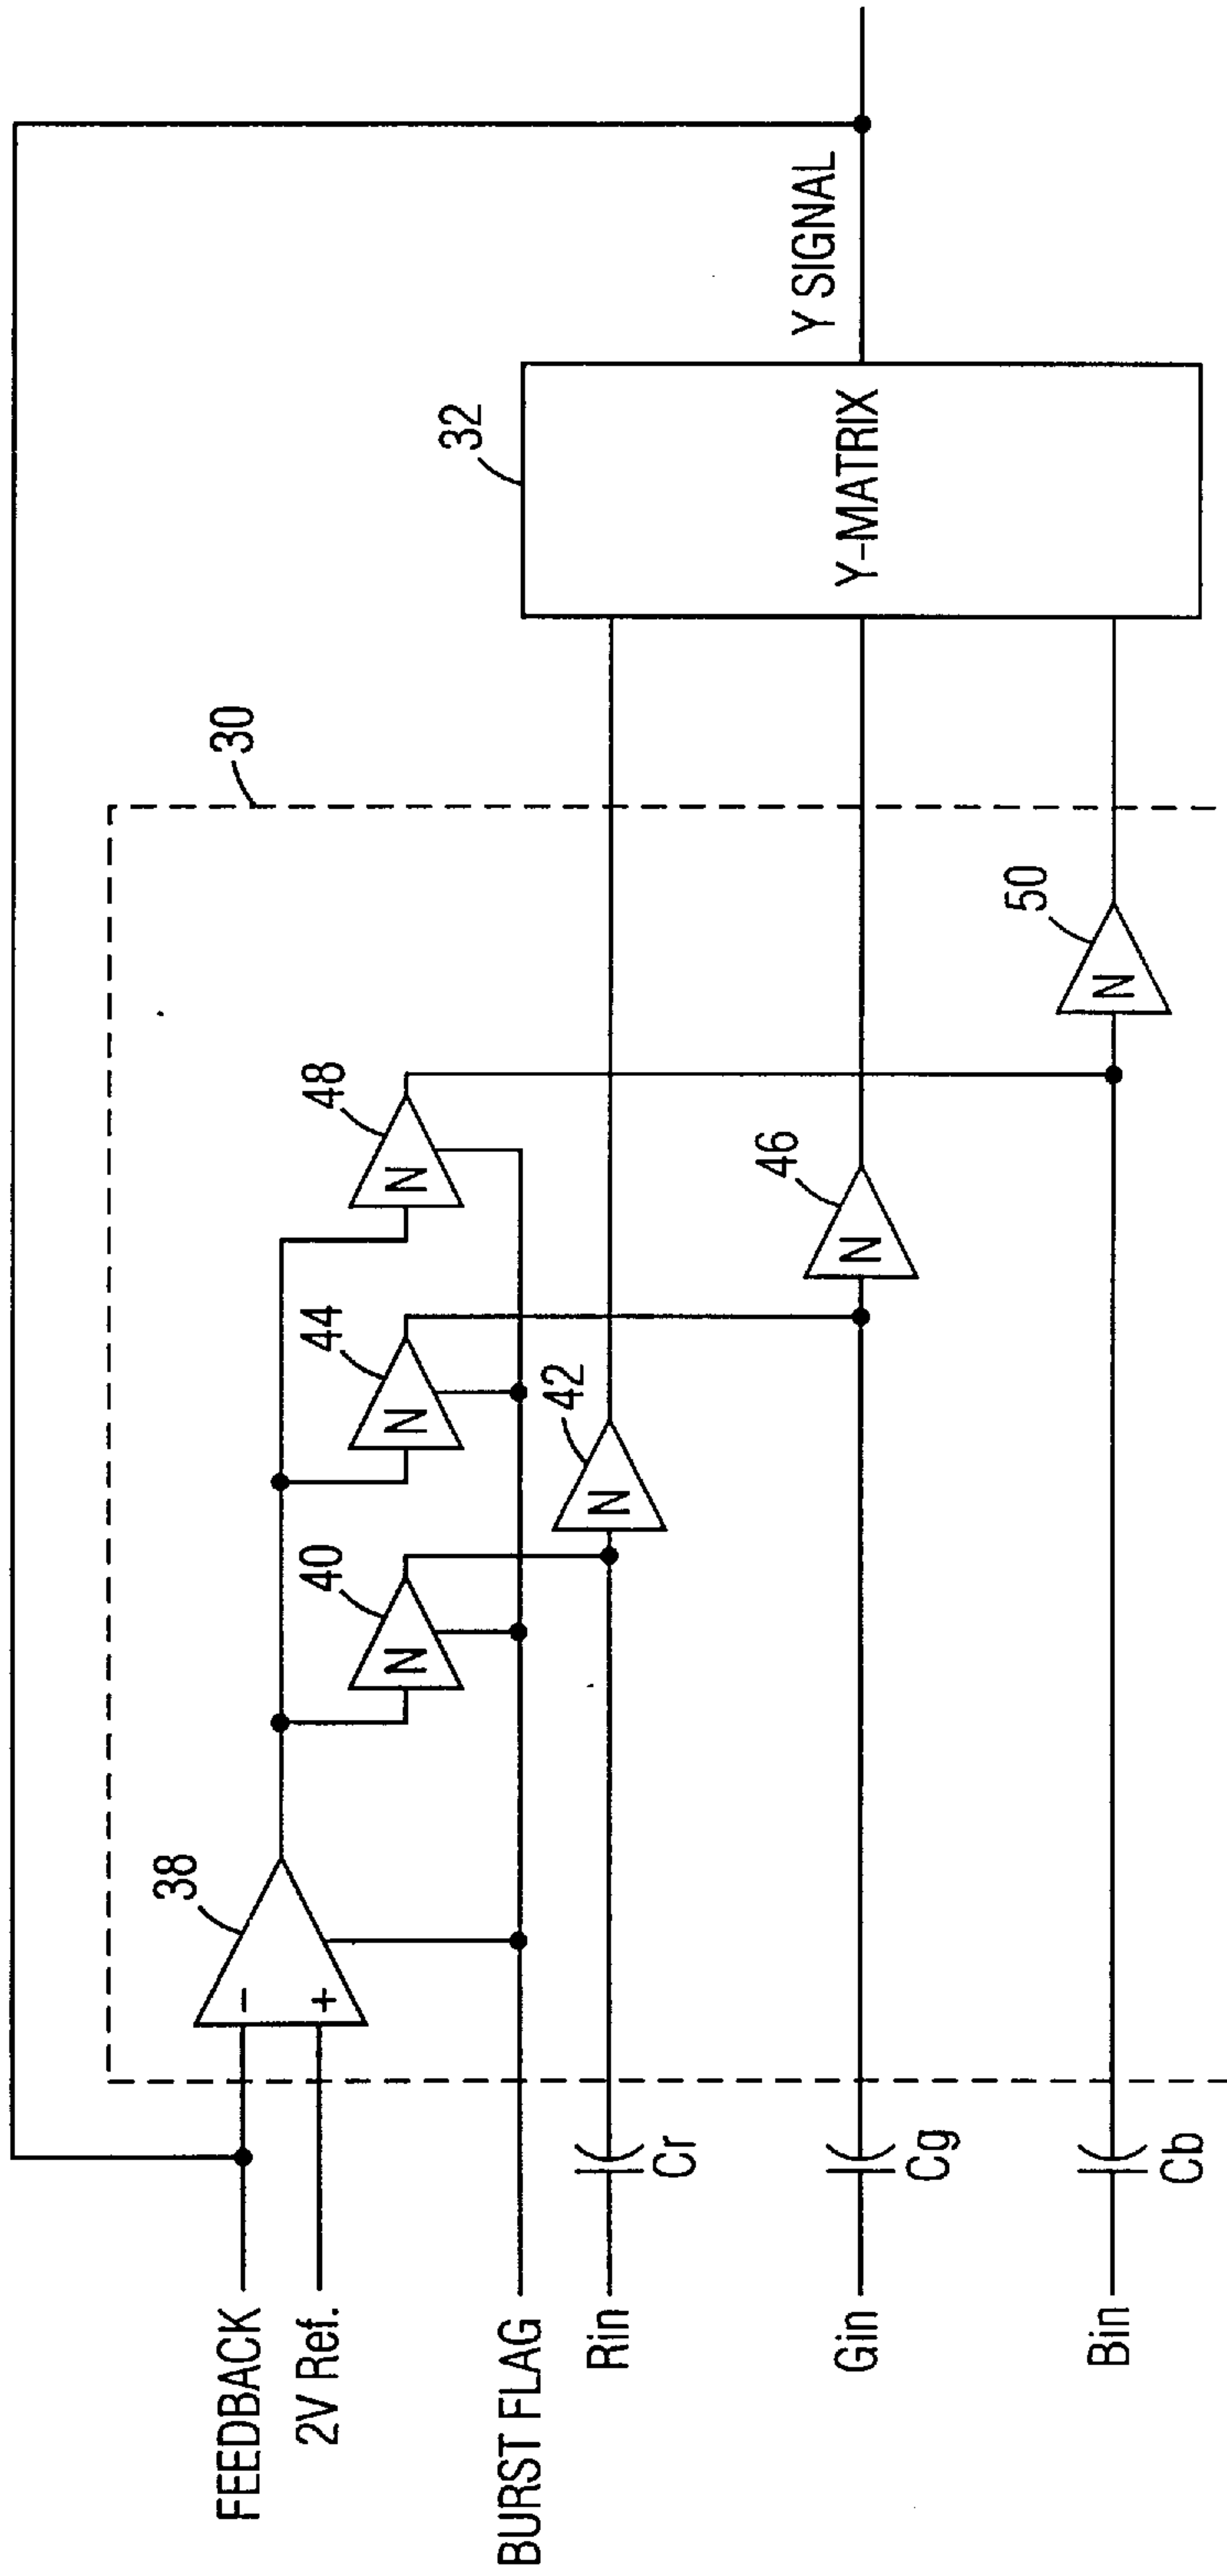 FEEDBACK
2V Ref.
BURST FLAG
Rin
Gin
Bin
Cr
Cg
Cb
38
-
+
40
N
44
N
48
N
42
N
46
N
50
N
30
32
Y-MATRIX
Y SIGNAL